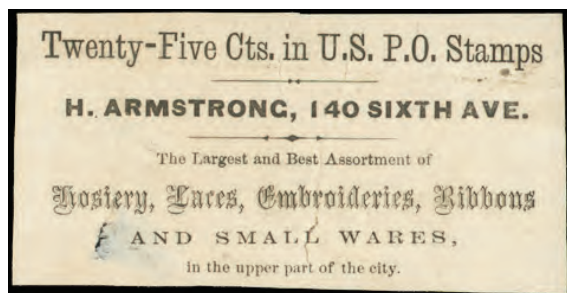 Twenty-Five Cts. in U.S. P.O. Stamps
H. ARMSTRONG, 140 SIXTH AVE.
The Largest and Best Assortment of
Hosiery, Laces, Embroideries, Ribbons
AND SMALL WARES,
in the upper part of the city.